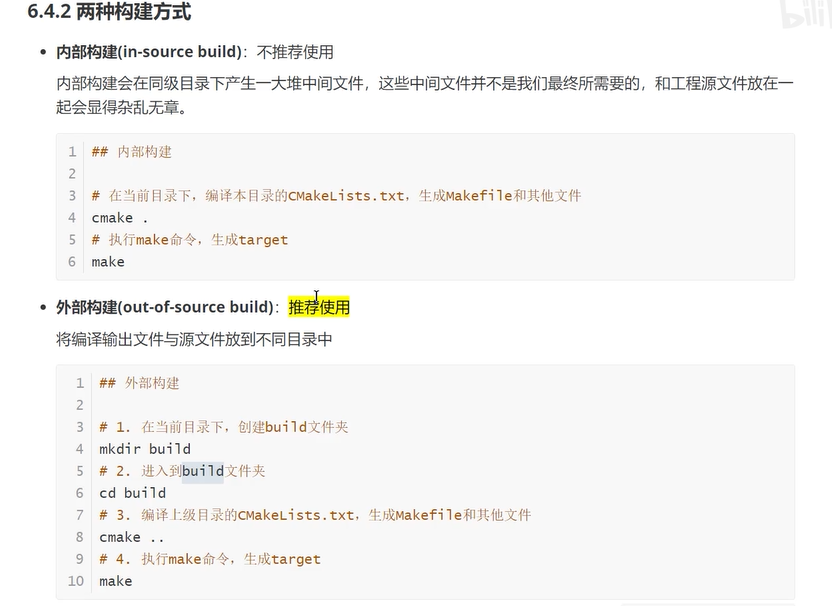 6.4.2 两种构建方式
bili
• 内部构建(in-source build)：不推荐使用
内部构建会在同级目录下产生一大堆中间文件，这些中间文件并不是我们最终所需要的，和工程源文件放在一
起会显得杂乱无章。
1 ## 内部构建
2
3 # 在当前目录下，编译本目录的CMakeLists.txt，生成Makefile和其他文件
4 cmake .
5 # 执行make命令，生成target
6 make
• 外部构建(out-of-source build)：推荐使用
将编译输出文件与源文件放到不同目录中
1 ## 外部构建
2
3 # 1. 在当前目录下，创建build文件夹
4 mkdir build
5 # 2. 进入到build文件夹
6 cd build
7 # 3. 编译上级目录的CMakeLists.txt，生成Makefile和其他文件
8 cmake ..
9 # 4. 执行make命令，生成target
10 make